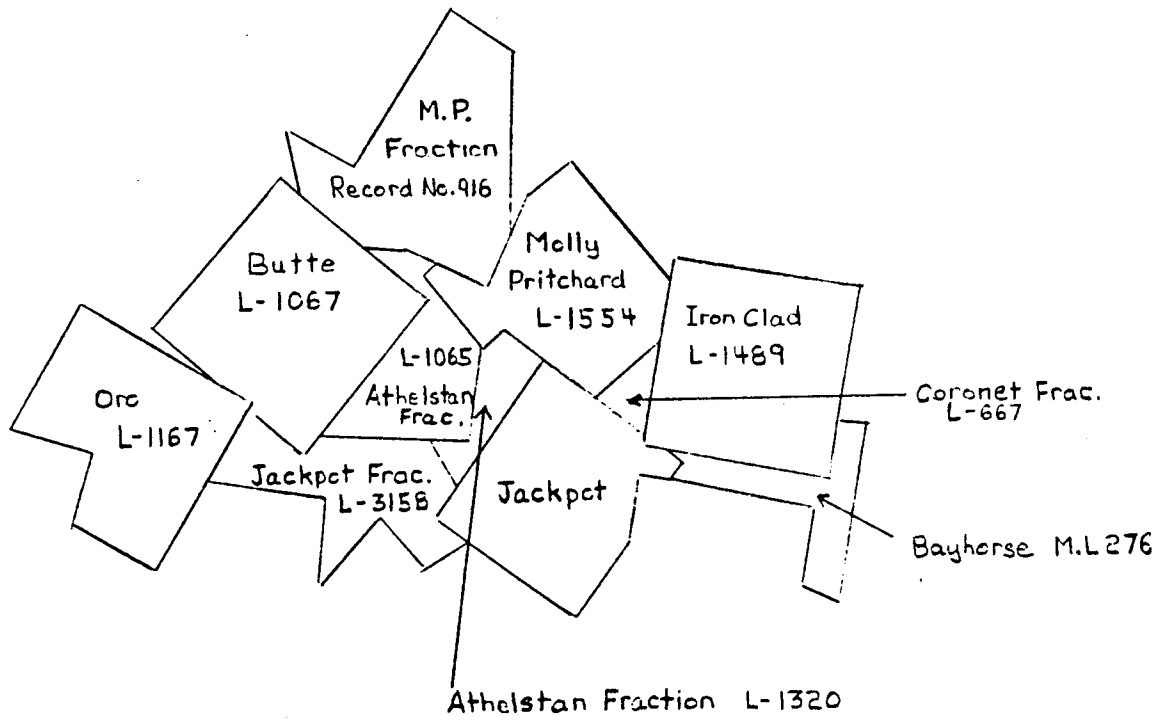 M.P.
Fraction
Record No. 916
Molly
Pritchard
L-1554
Butte
L-1067
Iron Clad
L-1489
L-1065
Athelstan
Frac.
Coronet Frac.
L-667
Orc
L-1167
Jackpot Frac.
L-3158
Jackpot
Bayhorse M.L 276
Athelstan Fraction L-1320